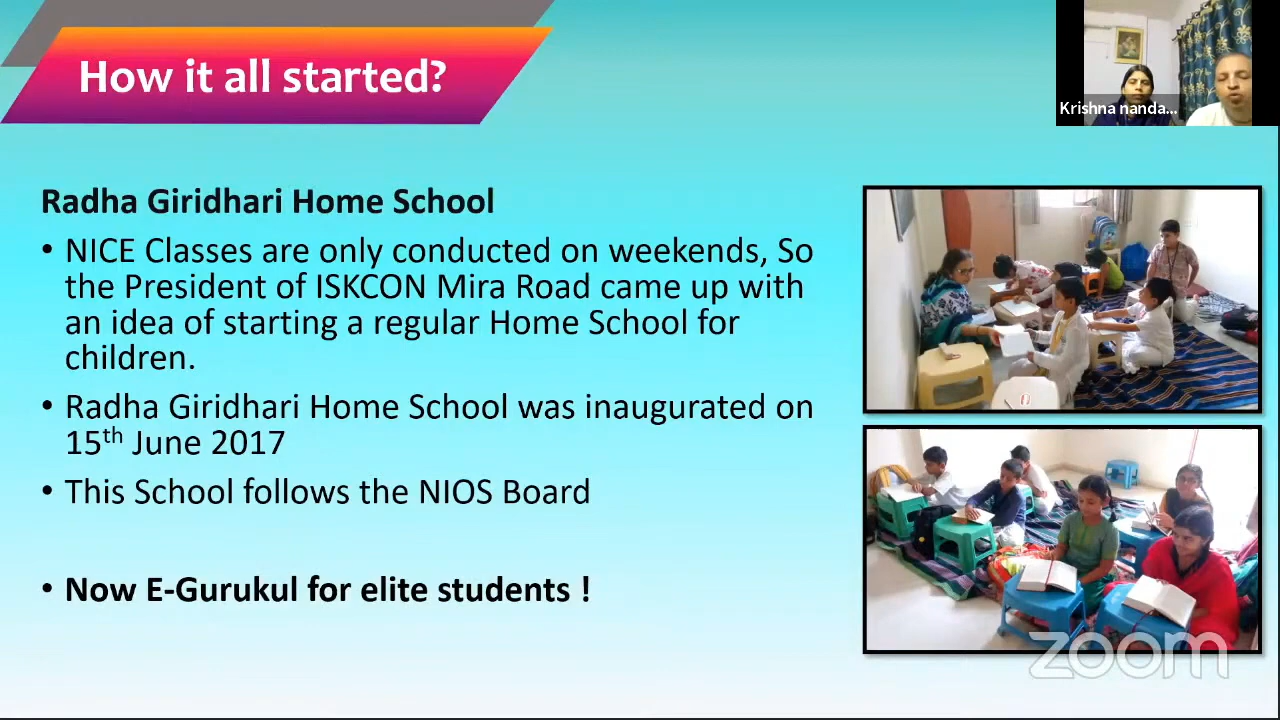 How it all started?
Krishna nanda...
Radha Giridhari Home School
• NICE Classes are only conducted on weekends, So
the President of ISKCON Mira Road came up with
an idea of starting a regular Home School for
children.
• Radha Giridhari Home School was inaugurated on
15th June 2017
• This School follows the NIOS Board
• Now E-Gurukul for elite students !
zoom